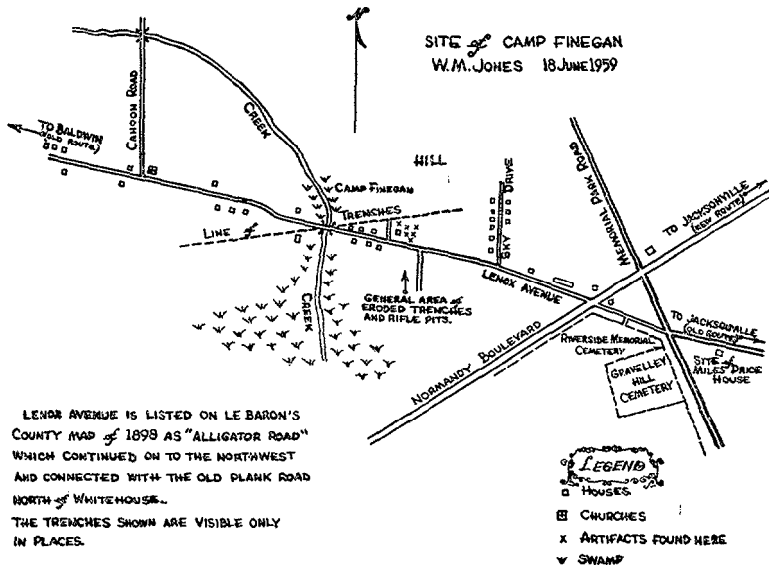 N
SITE of CAMP FINEGAN
W.M. JONES 18 JUNE 1959
CAHOON ROAD
CREEK
TO BALDWIN
(OLD ROUTE)
HILL
CAMP FINEGAN
LINE of TRENCHES
SKY DRIVE
MEMORIAL PARK ROAD
TO JACKSONVILLE
(NEW ROUTE)
CREEK
GENERAL AREA of
ERODED TRENCHES
AND RIFLE PITS.
LENOX AVENUE
NORMANDY BOULEVARD
TO JACKSONVILLE
(OLD ROUTE)
RIVERSIDE MEMORIAL
CEMETERY
GRAVELLEY
HILL
CEMETERY
SITE of
MILES PRICE
HOUSE
LENOX AVENUE IS LISTED ON LE BARON'S
COUNTY MAP of 1898 AS "ALLIGATOR ROAD"
WHICH CONTINUED ON TO THE NORTHWEST
AND CONNECTED WITH THE OLD PLANK ROAD
NORTH of WHITEHOUSE.
THE TRENCHES SHOWN ARE VISIBLE ONLY
IN PLACES.
LEGEND
HOUSES
CHURCHES
X ARTIFACTS FOUND HERE
SWAMP